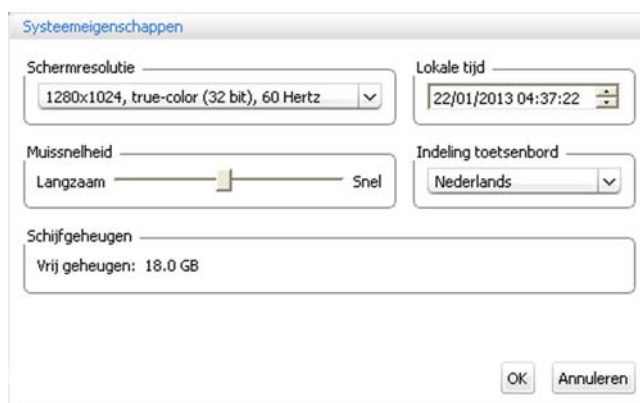 Systeemeigenschappen
Schermresolutie
1280x1024, true-color (32 bit), 60 Hertz
Lokale tijd
22/01/2013 04:37:22
Muissnelheid
Langzaam Snel
Indeling toetsenbord
Nederlands
Schijfgeheugen
Vrij geheugen: 18.0 GB
OK Annuleren